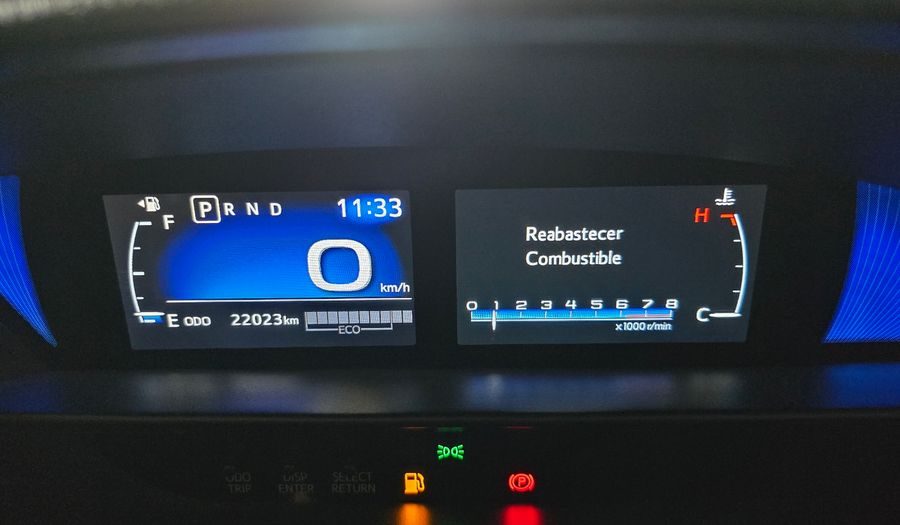 P R N D 11:33
F
0
km/h
E ODO 22023km
ECO
H
Reabastecer
Combustible
0 1 2 3 4 5 6 7 8
x1000 r/min
C
P
ODO
TRIP
DISP
ENTER
SELECT
RETURN